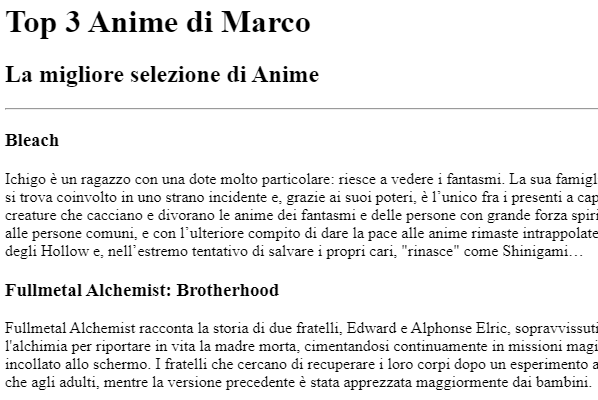 Top 3 Anime di Marco
La migliore selezione di Anime
Bleach
Ichigo è un ragazzo con una dote molto particolare: riesce a vedere i fantasmi. La sua famigl
si trova coinvolto in uno strano incidente e, grazie ai suoi poteri, è l’unico fra i presenti a cap
creature che cacciano e divorano le anime dei fantasmi e delle persone con grande forza spiri
alle persone comuni, e con l’ulteriore compito di dare la pace alle anime rimaste intrappolate
degli Hollow e, nell’estremo tentativo di salvare i propri cari, "rinasce" come Shinigami…
Fullmetal Alchemist: Brotherhood
Fullmetal Alchemist racconta la storia di due fratelli, Edward e Alphonse Elric, sopravvissuti
l'alchimia per riportare in vita la madre morta, cimentandosi continuamente in missioni magi
incollato allo schermo. I fratelli che cercano di recuperare i loro corpi dopo un esperimento a
che agli adulti, mentre la versione precedente è stata apprezzata maggiormente dai bambini.